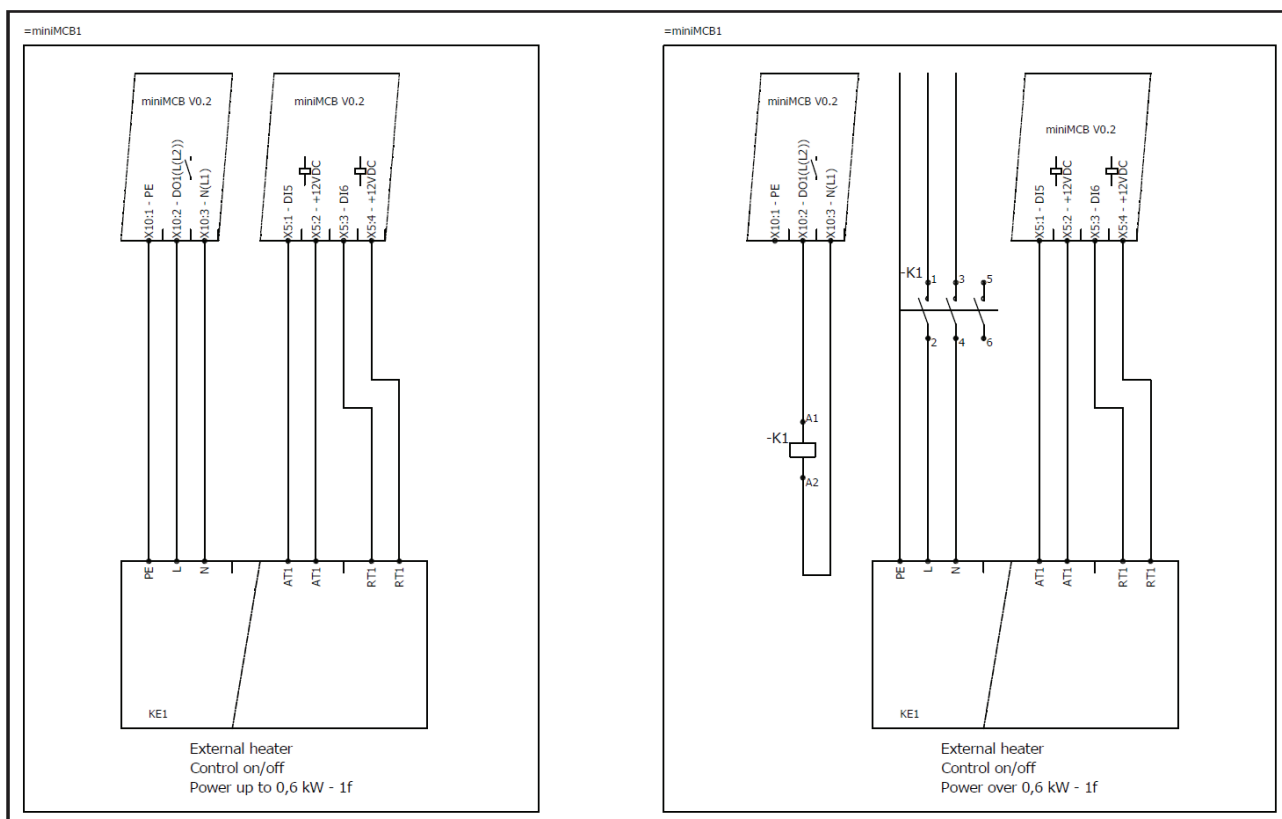 =miniMCB1
miniMCB V0.2
X10:1 - PE
X10:2 - DO1(L(L2))
X10:3 - N(L1)
miniMCB V0.2
X5:1 - DI5
X5:2 - +12VDC
X5:3 - DI6
X5:4 - +12VDC
PE
L
N
AT1
AT1
RT1
RT1
KE1
External heater
Control on/off
Power up to 0,6 kW - 1f
=miniMCB1
miniMCB V0.2
X10:1 - PE
X10:2 - DO1(L(L2))
X10:3 - N(L1)
miniMCB V0.2
X5:1 - DI5
X5:2 - +12VDC
X5:3 - DI6
X5:4 - +12VDC
-K1
1
3
5
2
4
6
A1
-K1
A2
PE
L
N
AT1
AT1
RT1
RT1
KE1
External heater
Control on/off
Power over 0,6 kW - 1f